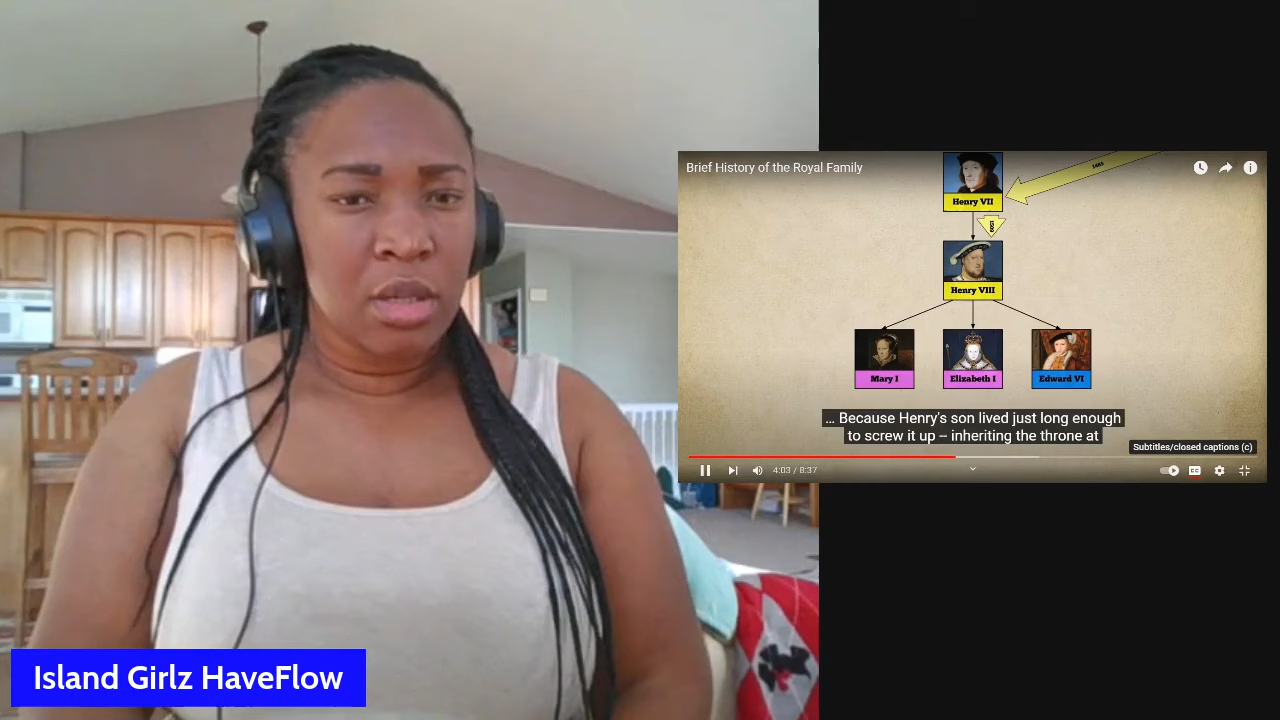 Brief History of the Royal Family
1485
Henry VII
Henry VIII
Mary I
Elizabeth I
Edward VI
... Because Henry's son lived just long enough
to screw it up – inheriting the throne at
Subtitles/closed captions (c)
4:03 / 8:37
CC
Island Girlz HaveFlow